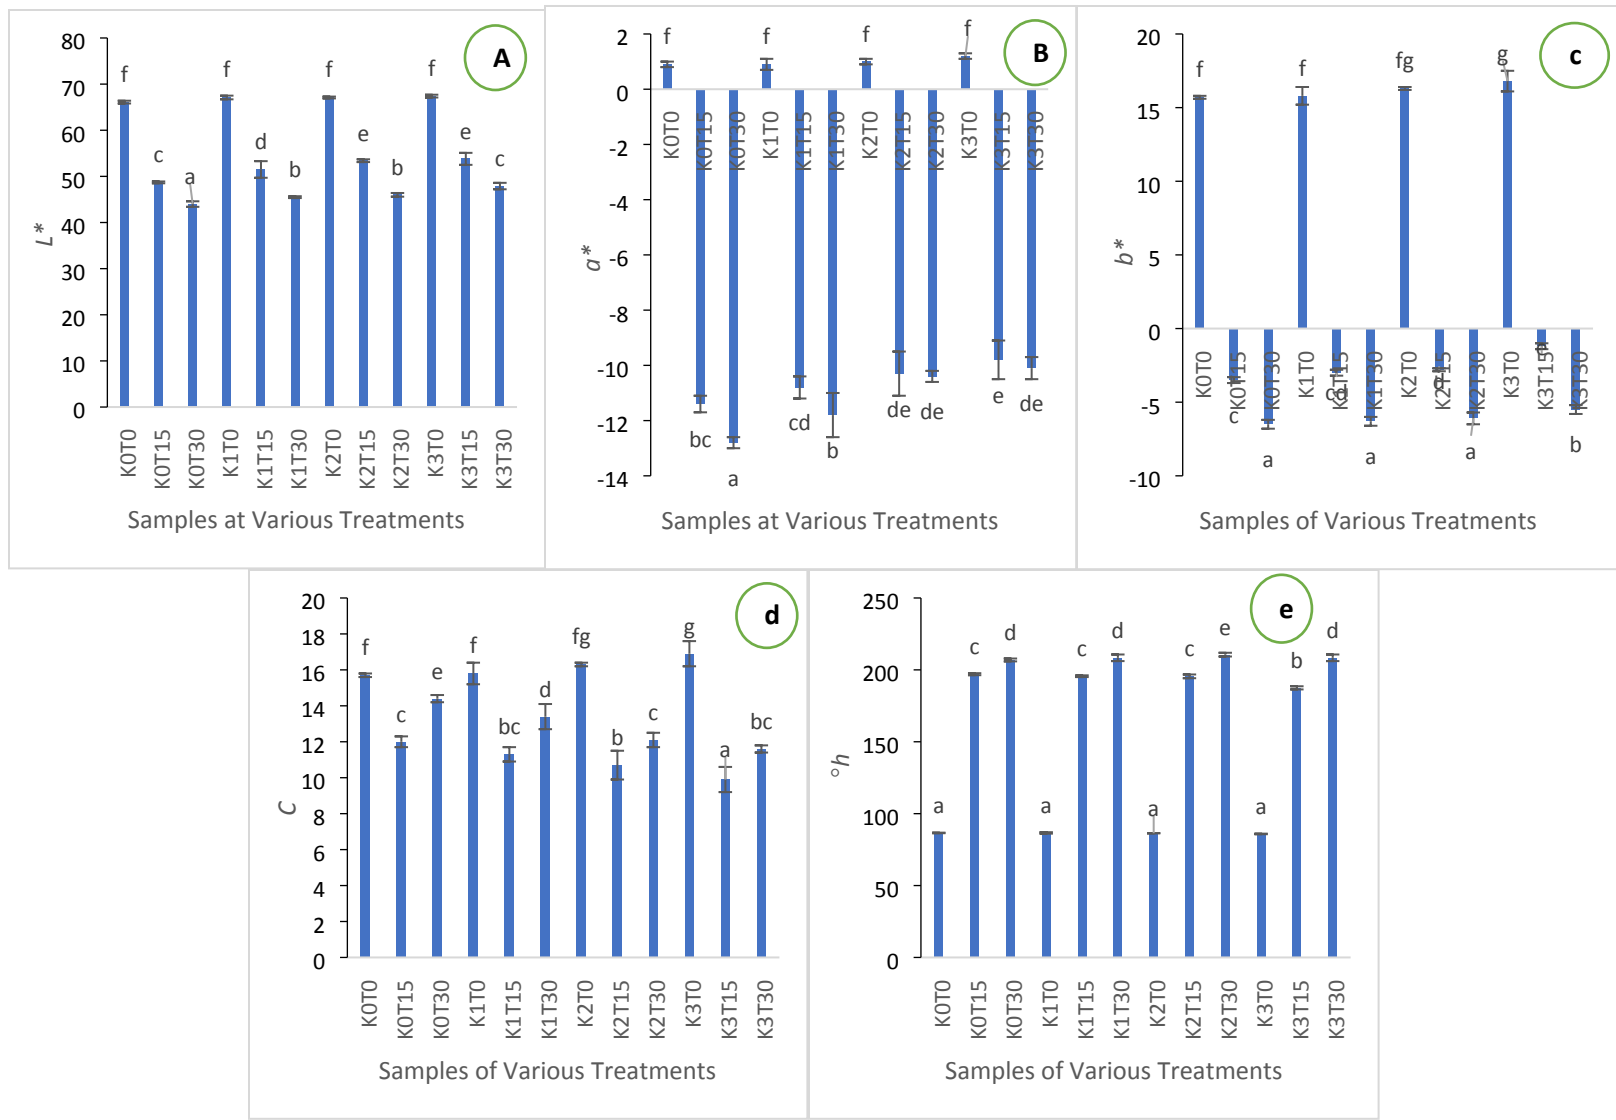 A
80
70
60
50
40
30
20
10
0
L*
f c a f d b f e b f e c
K0T0 K0T15 K0T30 K1T0 K1T15 K1T30 K2T0 K2T15 K2T30 K3T0 K3T15 K3T30
Samples at Various Treatments
B
2
0
-2
-4
-6
-8
-10
-12
-14
a*
f f f f
K0T0 K0T15 K0T30 K1T0 K1T15 K1T30 K2T0 K2T15 K2T30 K3T0 K3T15 K3T30
bc a cd b de de e de
Samples at Various Treatments
c
20
15
10
5
0
-5
-10
b*
f f fg g
K0T0 K0T15 K0T30 K1T0 K1T15 K1T30 K2T0 K2T15 K2T30 K3T0 K3T15 K3T30
c a cd a d a b
Samples of Various Treatments
d
20
18
16
14
12
10
8
6
4
2
0
C
f c e f bc d fg b c g a bc
K0T0 K0T15 K0T30 K1T0 K1T15 K1T30 K2T0 K2T15 K2T30 K3T0 K3T15 K3T30
Samples of Various Treatments
e
250
200
150
100
50
0
°h
a c d a c d a c e a b d
K0T0 K0T15 K0T30 K1T0 K1T15 K1T30 K2T0 K2T15 K2T30 K3T0 K3T15 K3T30
Samples of Various Treatments